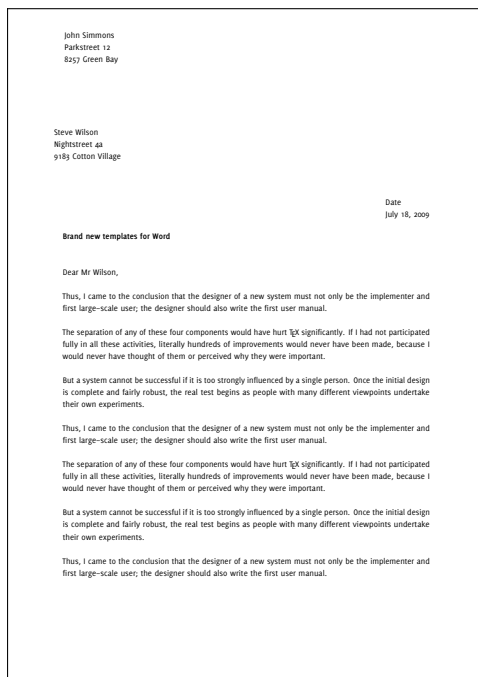 John Simmons
Parkstreet 12
8257 Green Bay
Steve Wilson
Nightstreet 4a
9183 Cotton Village
Date
July 18, 2009
Brand new templates for Word
Dear Mr Wilson,
Thus, I came to the conclusion that the designer of a new system must not only be the implementer and
first large-scale user; the designer should also write the first user manual.
The separation of any of these four components would have hurt TEX significantly. If I had not participated
fully in all these activities, literally hundreds of improvements would never have been made, because I
would never have thought of them or perceived why they were important.
But a system cannot be successful if it is too strongly influenced by a single person. Once the initial design
is complete and fairly robust, the real test begins as people with many different viewpoints undertake
their own experiments.
Thus, I came to the conclusion that the designer of a new system must not only be the implementer and
first large-scale user; the designer should also write the first user manual.
The separation of any of these four components would have hurt TEX significantly. If I had not participated
fully in all these activities, literally hundreds of improvements would never have been made, because I
would never have thought of them or perceived why they were important.
But a system cannot be successful if it is too strongly influenced by a single person. Once the initial design
is complete and fairly robust, the real test begins as people with many different viewpoints undertake
their own experiments.
Thus, I came to the conclusion that the designer of a new system must not only be the implementer and
first large-scale user; the designer should also write the first user manual.